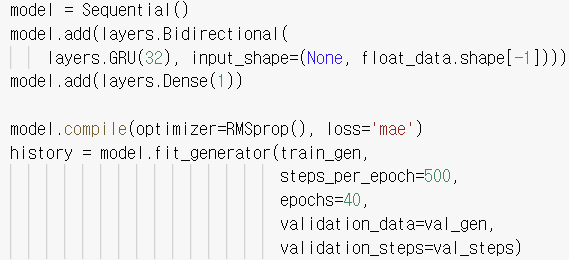 model = Sequential()
model.add(layers.Bidirectional(
    layers.GRU(32), input_shape=(None, float_data.shape[-1])))
model.add(layers.Dense(1))

model.compile(optimizer=RMSprop(), loss='mae')
history = model.fit_generator(train_gen,
                              steps_per_epoch=500,
                              epochs=40,
                              validation_data=val_gen,
                              validation_steps=val_steps)